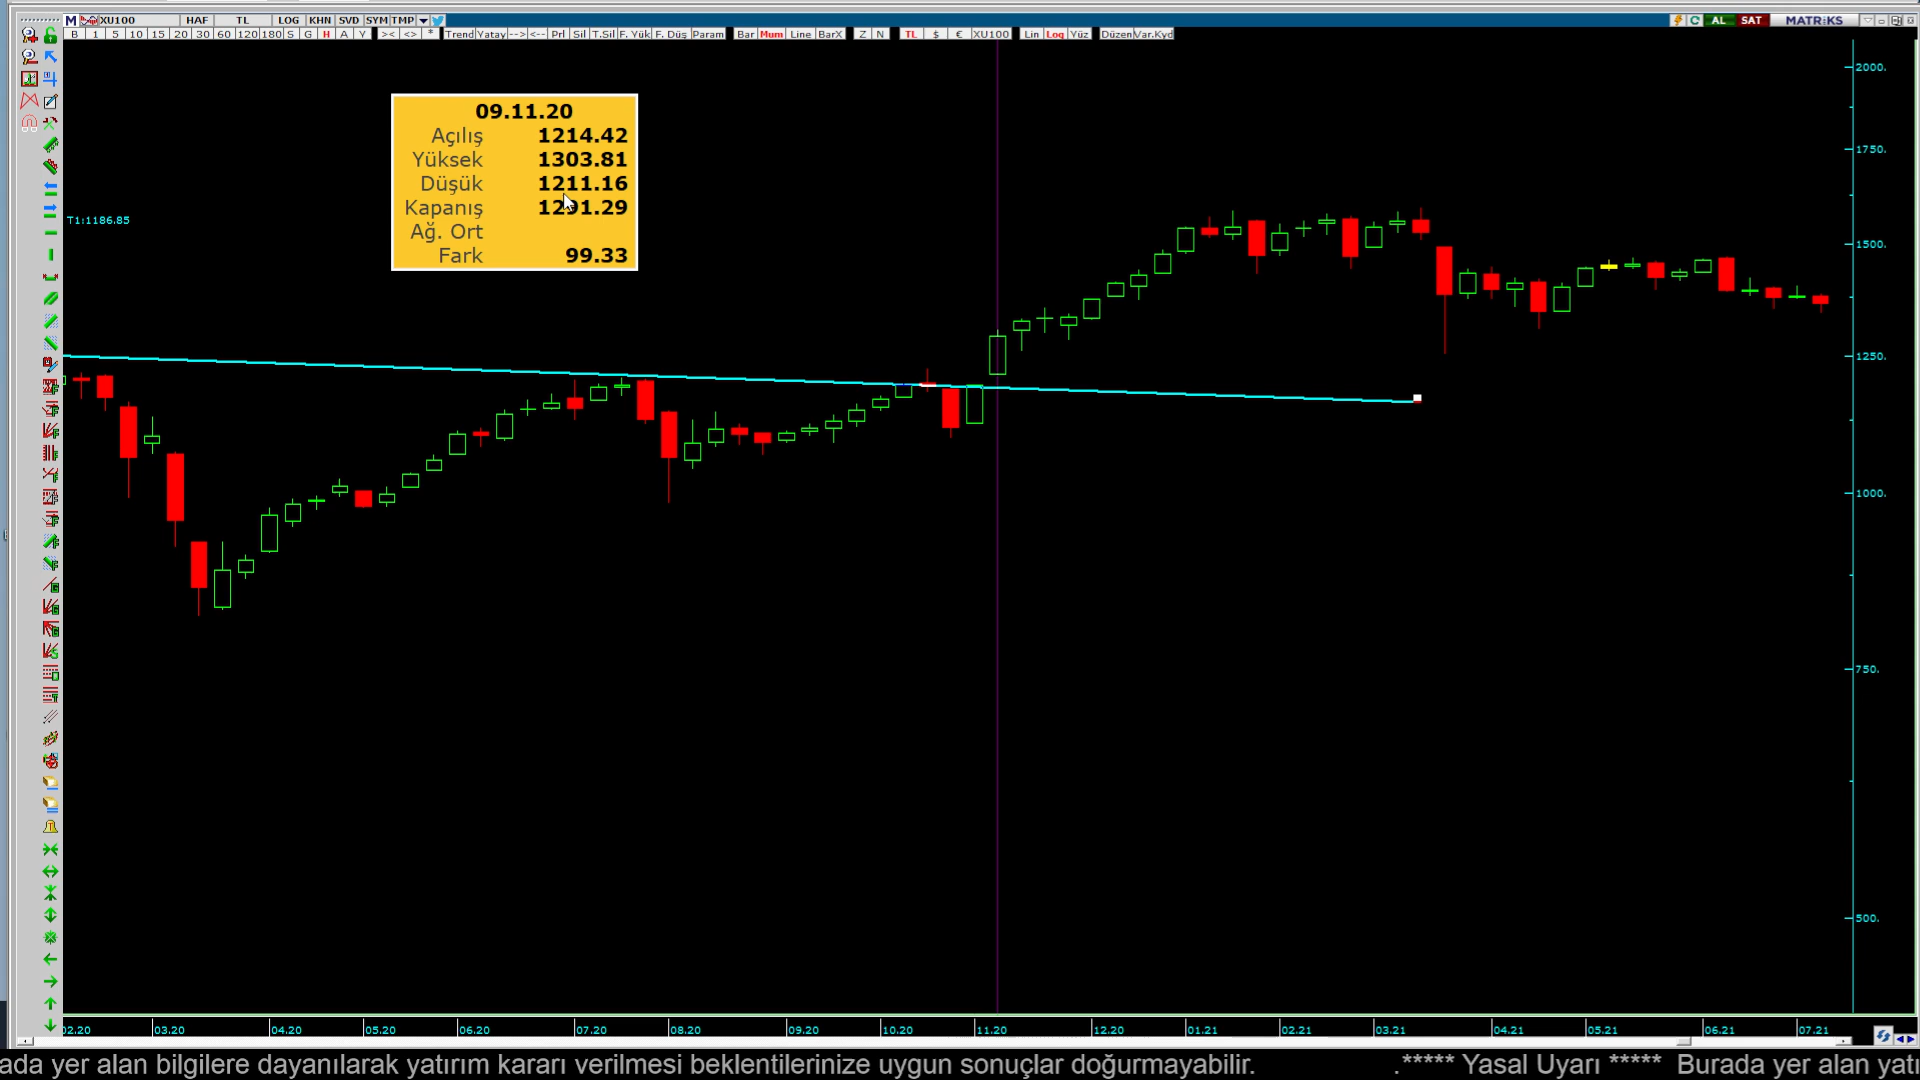 M XU100 HAF TL LOG KHN SVD SYM TMP AL SAT MATRiKS
B 1 5 10 15 20 30 60 120 180 S G H A Y >< <> * Trend Yatay --> <-- Prl Sil T.Sil F. Yük F. Düş Param Bar Mum Line BarX Z N TL $ € XU100 Lin Log Yüz Düzen Var.Kyd
09.11.20
Açılış 1214.42
Yüksek 1303.81
Düşük 1211.16
Kapanış 1291.29
Ağ. Ort
Fark 99.33
T1:1186.85
2000.
1750.
1500.
1250.
1000.
750.
500.
02.20 03.20 04.20 05.20 06.20 07.20 08.20 09.20 10.20 11.20 12.20 01.21 02.21 03.21 04.21 05.21 06.21 07.21
ada yer alan bilgilere dayanılarak yatırım kararı verilmesi beklentilerinize uygun sonuçlar doğurmayabilir. .***** Yasal Uyarı ***** Burada yer alan yatı